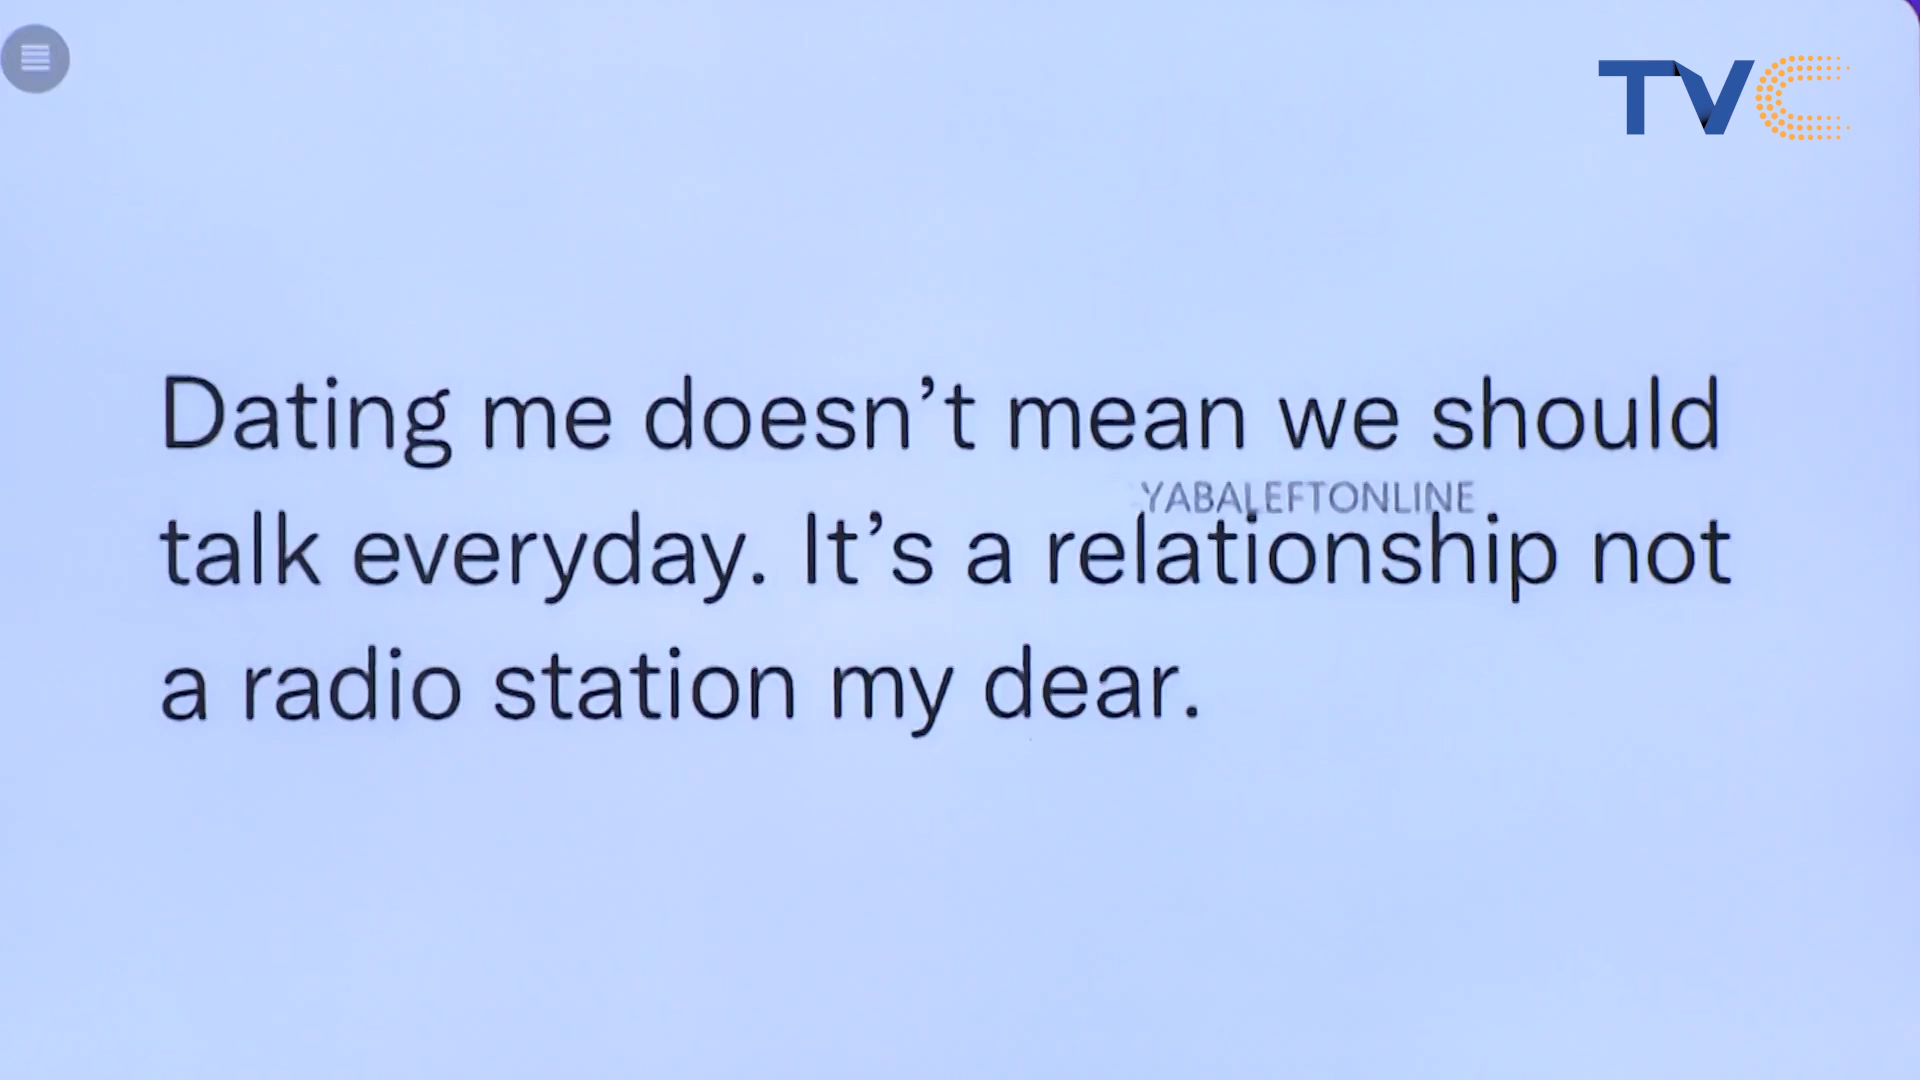 TVC
Dating me doesn’t mean we should
YABALEFTONLINE
talk everyday. It’s a relationship not
a radio station my dear.